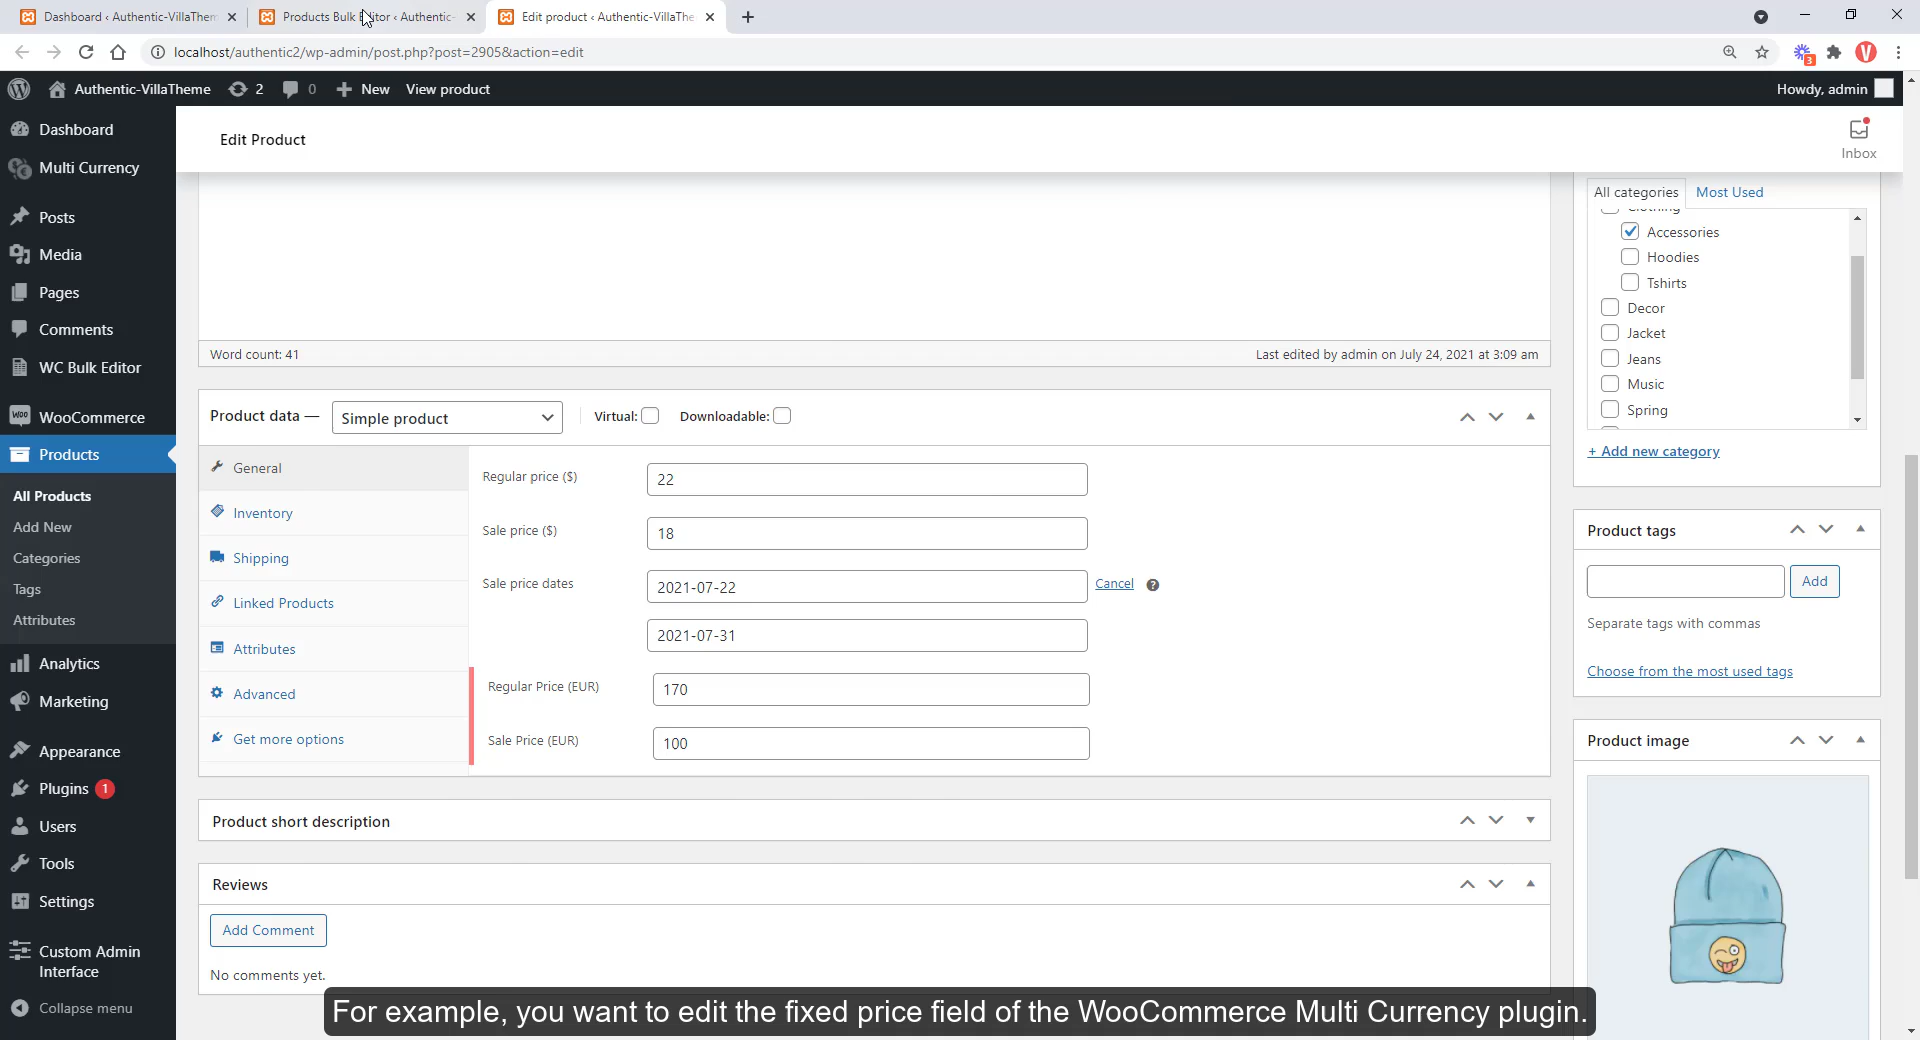 Dashboard ‹ Authentic-VillaThem
Products Bulk Editor ‹ Authentic-
Edit product ‹ Authentic-VillaThe
localhost/authentic2/wp-admin/post.php?post=2905&action=edit
3
V
Authentic-VillaTheme
2
0
New
View product
Howdy, admin
Dashboard
Multi Currency
Posts
Media
Pages
Comments
WC Bulk Editor
WooCommerce
Products
All Products
Add New
Categories
Tags
Attributes
Analytics
Marketing
Appearance
Plugins 1
Users
Tools
Settings
Custom Admin
Interface
Collapse menu
Edit Product
Inbox
Word count: 41
Last edited by admin on July 24, 2021 at 3:09 am
Product data —
Simple product
Virtual:
Downloadable:
General
Inventory
Shipping
Linked Products
Attributes
Advanced
Get more options
Regular price ($)
22
Sale price ($)
18
Sale price dates
2021-07-22
Cancel
?
2021-07-31
Regular Price (EUR)
170
Sale Price (EUR)
100
Product short description
Reviews
Add Comment
No comments yet.
All categories
Most Used
Clothing
Accessories
Hoodies
Tshirts
Decor
Jacket
Jeans
Music
Spring
+ Add new category
Product tags
Add
Separate tags with commas
Choose from the most used tags
Product image
For example, you want to edit the fixed price field of the WooCommerce Multi Currency plugin.